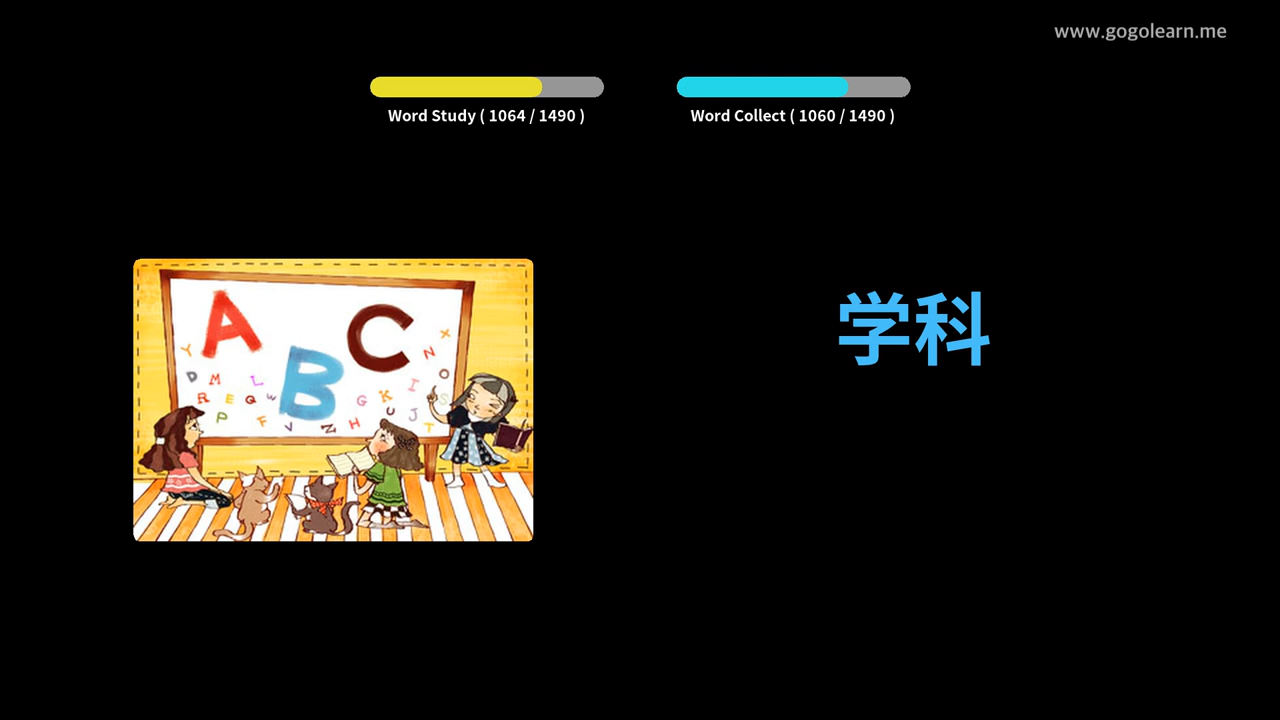 www.gogolearn.me
Word Study ( 1064 / 1490 )
Word Collect ( 1060 / 1490 )
学科
A
B
C
Y
X
N
D M L I O
R E Q W G K S
P F V Z H U J T